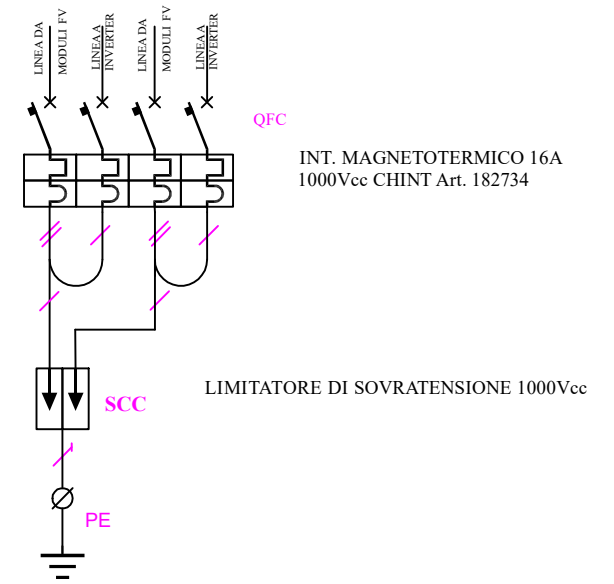 LINEA DA
MODULI FV
LINEA A
INVERTER
LINEA DA
MODULI FV
LINEA A
INVERTER
QFC
INT. MAGNETOTERMICO 16A
1000Vcc CHINT Art. 182734
LIMITATORE DI SOVRATENSIONE 1000Vcc
SCC
PE